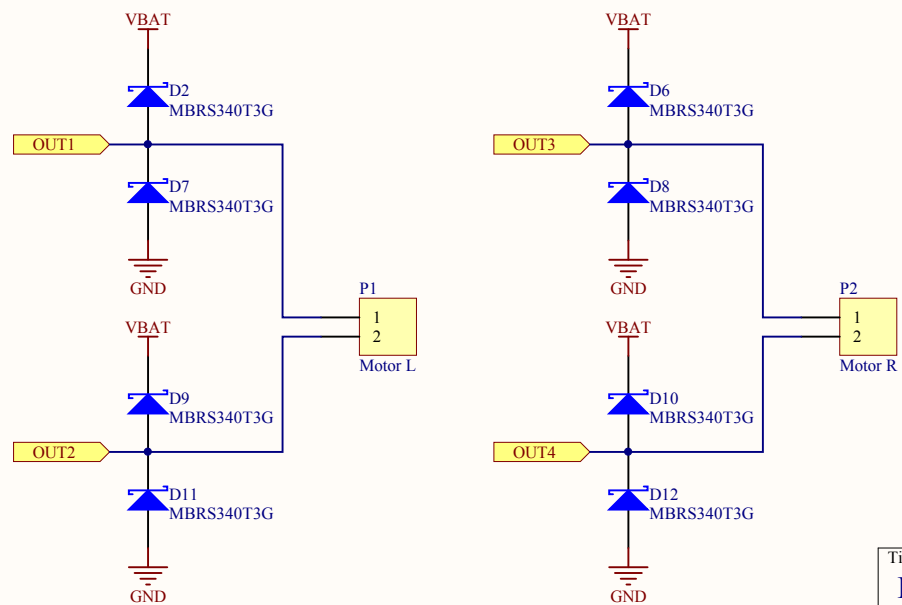 VBAT
D2
MBRS340T3G
OUT1
D7
MBRS340T3G
GND
P1
1
2
Motor L
VBAT
D9
MBRS340T3G
OUT2
D11
MBRS340T3G
GND
VBAT
D6
MBRS340T3G
OUT3
D8
MBRS340T3G
GND
P2
1
2
Motor R
VBAT
D10
MBRS340T3G
OUT4
D12
MBRS340T3G
GND